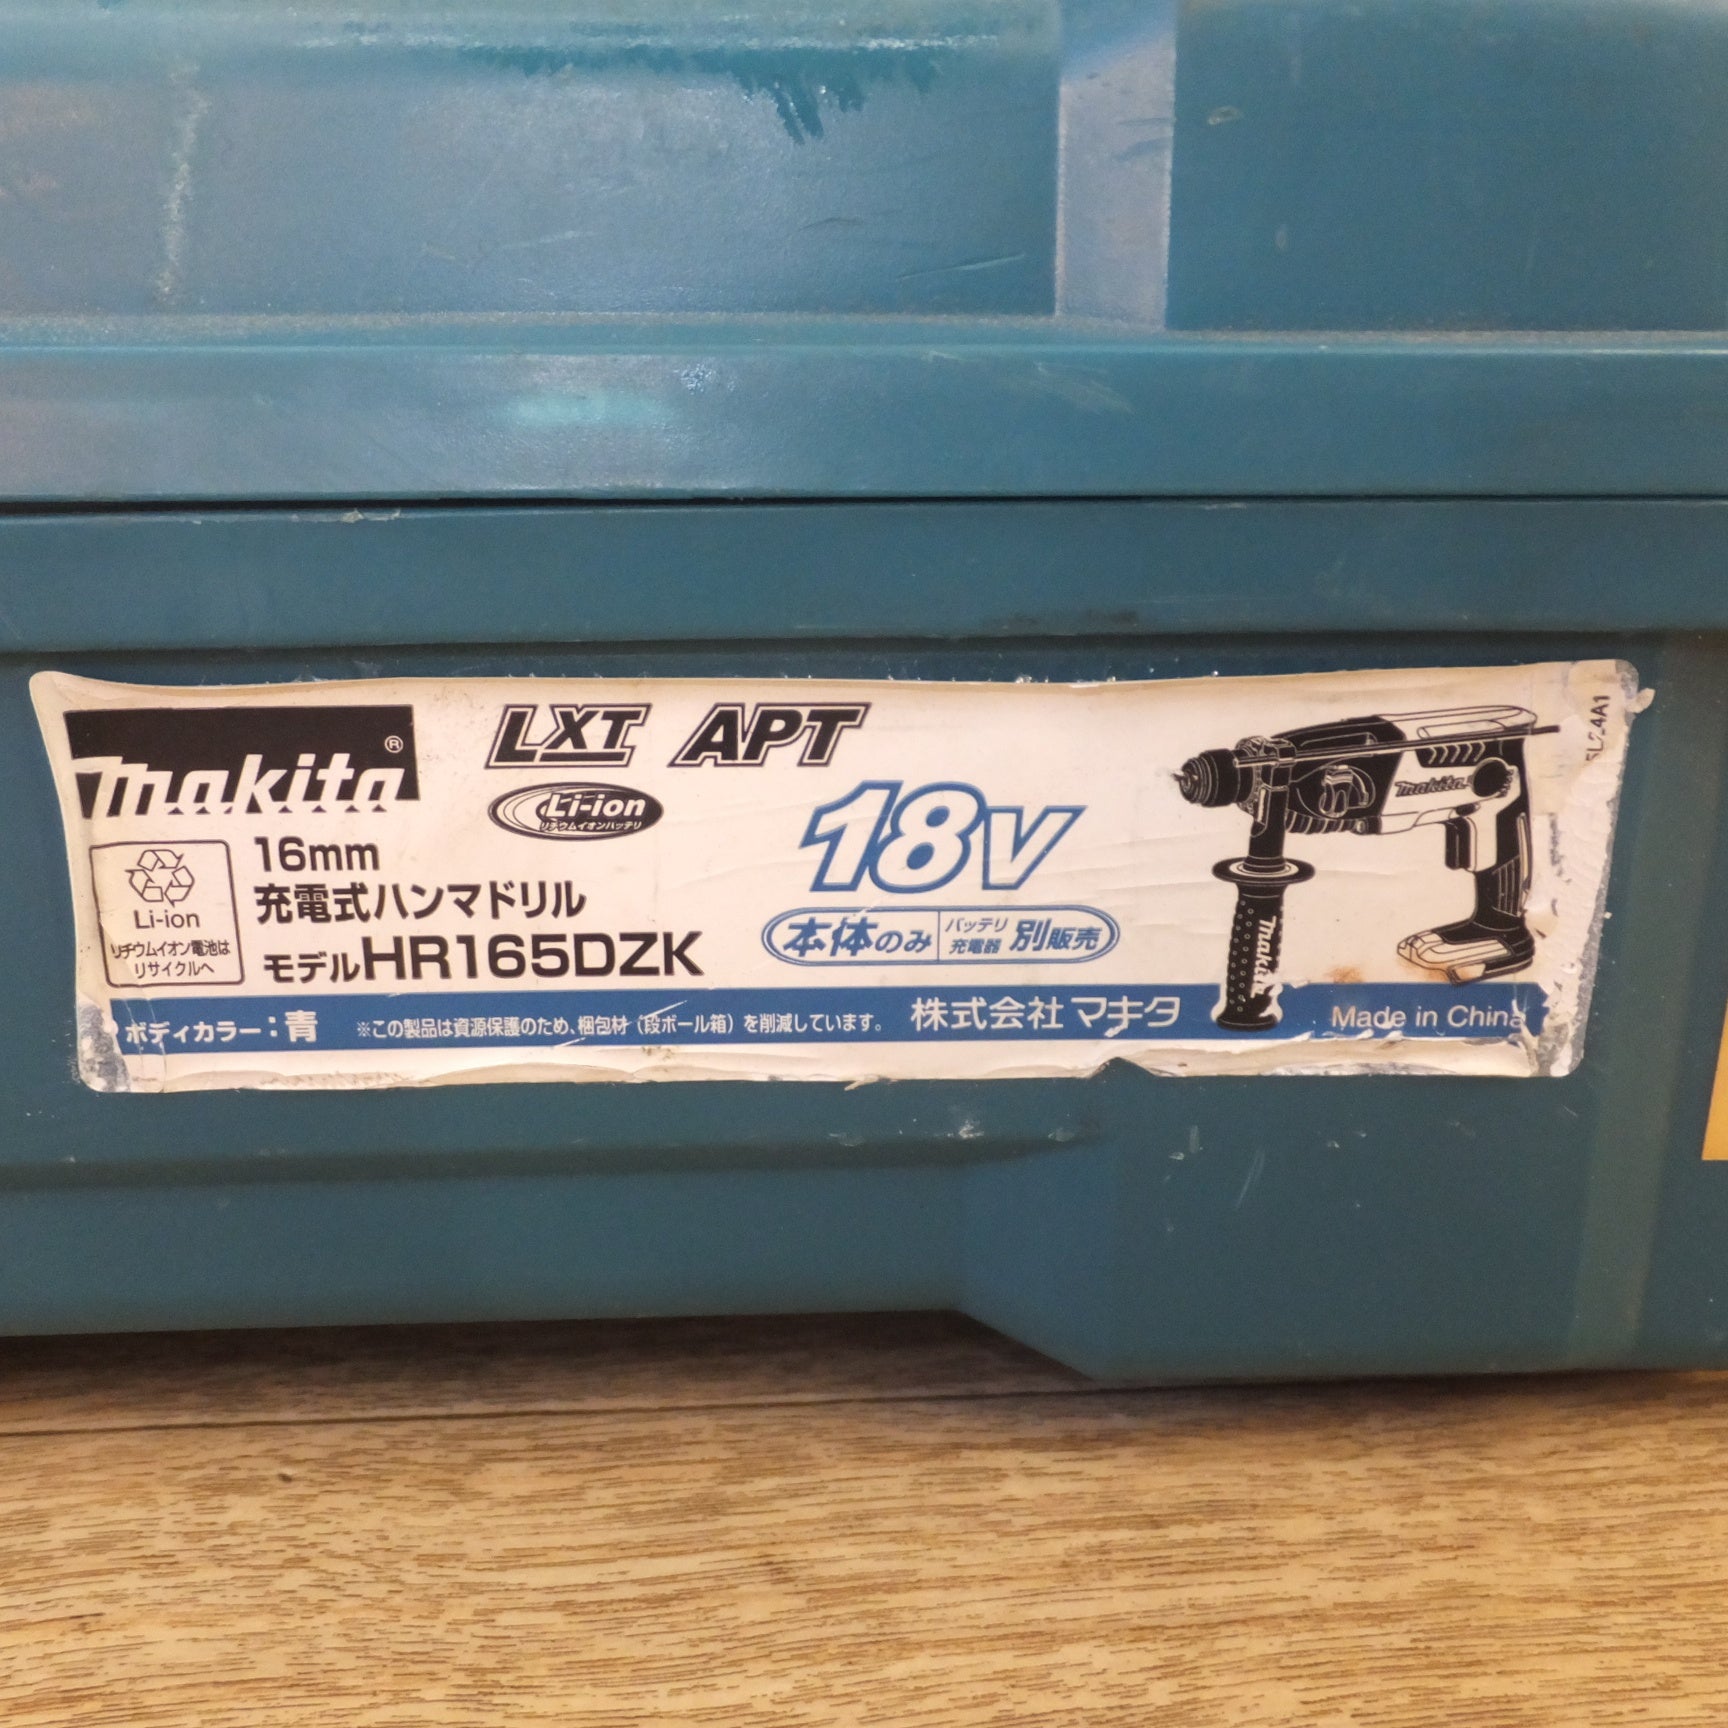 makita®
LXT APT
Li-ion
リチウムイオンバッテリ
16mm
充電式ハンマドリル
モデルHR165DZK
Li-ion
リチウムイオン電池は
リサイクルへ
18V
本体のみ
バッテリ
充電器
別販売
makita
makita
5L24A1
ボディカラー：青
※この製品は資源保護のため、梱包材（段ボール箱）を削減しています。
株式会社マキタ
Made in China